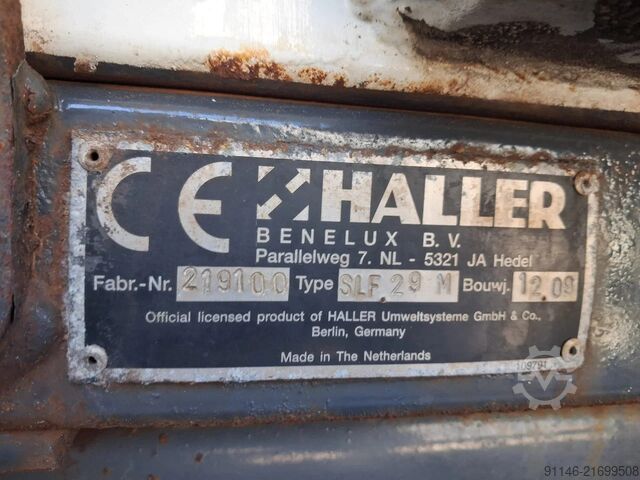 CE HALLER
BENELUX B.V.
Parallelweg 7. NL - 5321 JA Hedel
Fabr.-Nr. 219100 Type SLF 29 M Bouwj. 12.09
Official licensed product of HALLER Umweltsysteme GmbH & Co.,
Berlin, Germany
Made in The Netherlands
109791
91146-21699508